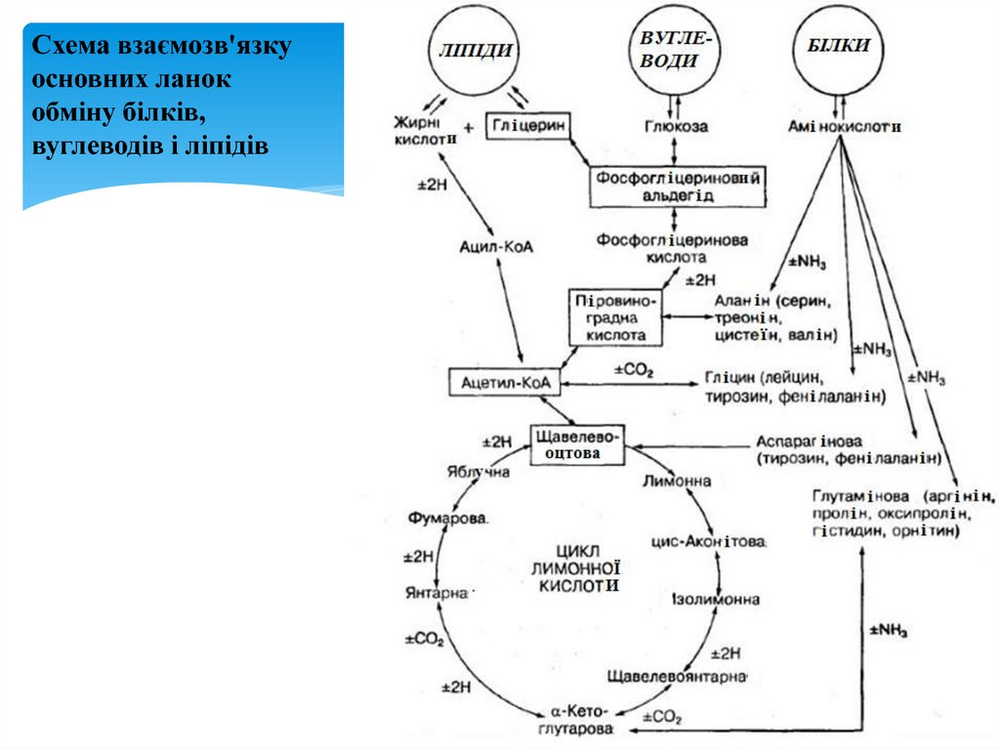 Схема взаємозв'язку
основних ланок
обміну білків,
вуглеводів і ліпідів
ЛІПІДИ
ВУГЛЕ-
ВОДИ
БІЛКИ
Жирні
кислоти
+
Гліцерин
Глюкоза
Амінокислоти
±2H
Фосфогліцериновий
альдегід
Ацил-КоА
Фосфогліцеринова
кислота
±NH₃
±2H
Піровино-
градна
кислота
Аланін (серин,
треонін,
цистеїн, валін)
±NH₃
Ацетил-КоА
±CO₂
Гліцин (лейцин,
тирозин, фенілаланін)
±NH₃
±2H
Щавелево-
оцтова
Аспарагінова
(тирозин, фенілаланін)
Яблучна
Лимонна
Глутамінова (аргінін,
пролін, оксипролін,
гістидин, орнітин)
Фумарова
цис-Аконітова
±2H
ЦИКЛ
ЛИМОННОЇ
КИСЛОТИ
Янтарна
Ізолимонна
±CO₂
±NH₃
±2H
Щавелевоянтарна
±2H
α-Кето-
глутарова
±CO₂